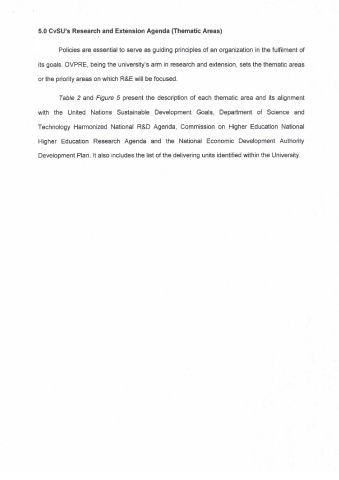 5.0 CvSU's Research and Extension Agenda (Thematic Areas)
Policies are essential to serve as guiding principles of an organization in the fulfilment of
its goals. OVPRE, being the university's arm in research and extension, sets the thematic areas
or the priority areas on which R&E will be focused.
Table 2 and Figure 5 present the description of each thematic area and its alignment
with the United Nations Sustainable Development Goals, Department of Science and
Technology Harmonized National R&D Agenda, Commission on Higher Education National
Higher Education Research Agenda and the National Economic Development Authority
Development Plan. It also includes the list of the delivering units identified within the University.